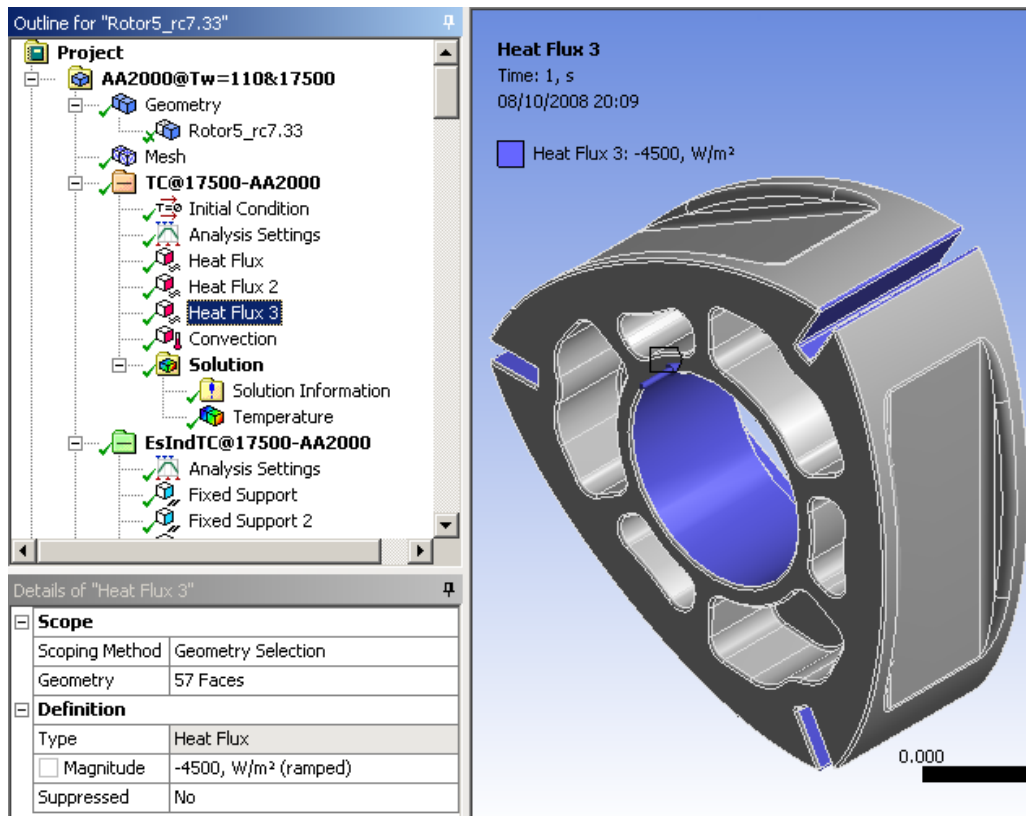 Outline for "Rotor5_rc7.33"
Project
AA2000@Tw=110&17500
Geometry
Rotor5_rc7.33
Mesh
TC@17500-AA2000
T=0 Initial Condition
Analysis Settings
Heat Flux
Heat Flux 2
Heat Flux 3
Convection
Solution
Solution Information
Temperature
EsIndTC@17500-AA2000
Analysis Settings
Fixed Support
Fixed Support 2
Details of "Heat Flux 3"
Scope
Scoping Method Geometry Selection
Geometry 57 Faces
Definition
Type Heat Flux
Magnitude -4500, W/m² (ramped)
Suppressed No
Heat Flux 3
Time: 1, s
08/10/2008 20:09
Heat Flux 3: -4500, W/m²
0.000